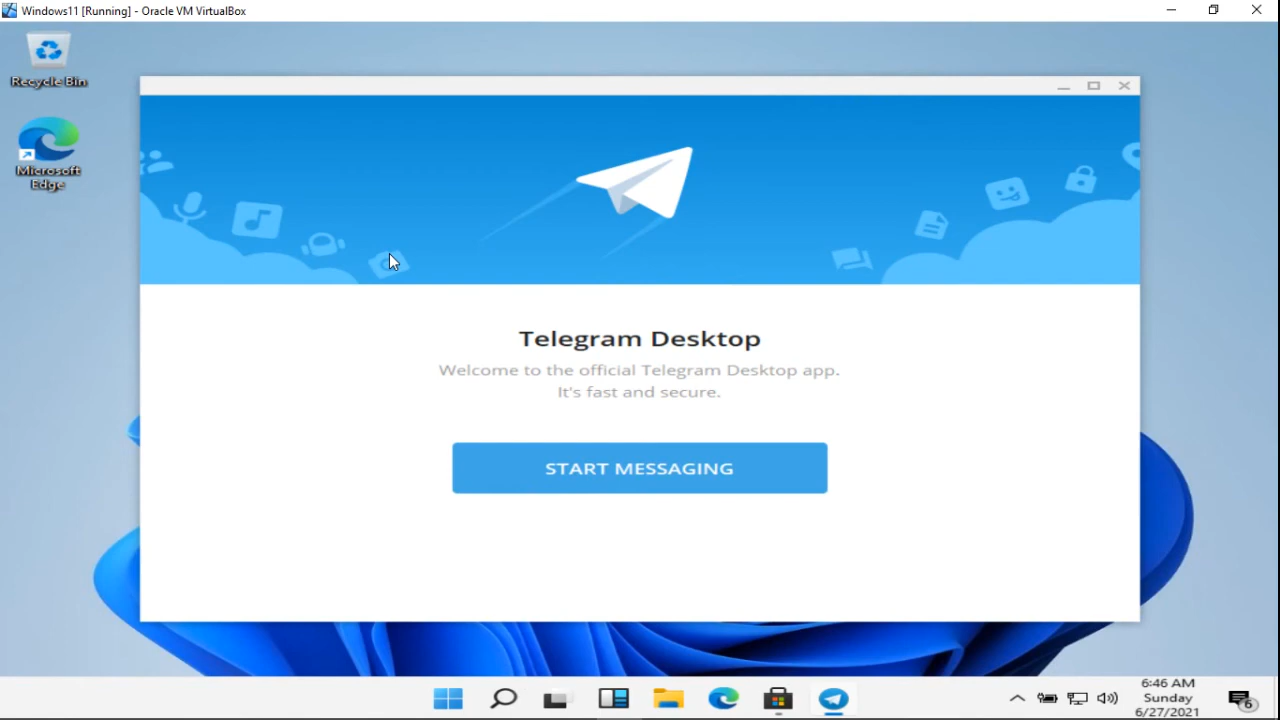 Windows11 [Running] - Oracle VM VirtualBox
Recycle Bin
Microsoft
Edge
Telegram Desktop
Welcome to the official Telegram Desktop app.
It's fast and secure.
START MESSAGING
6:46 AM
Sunday
6/27/2021
6